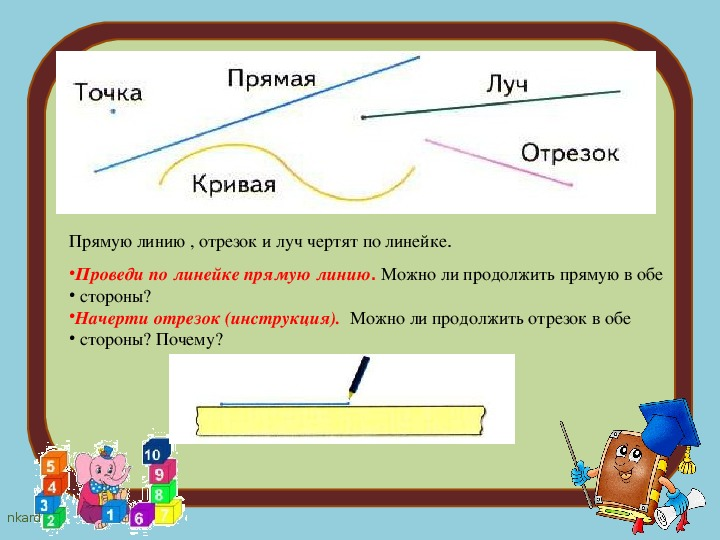 Точка
Прямая
Луч
Отрезок
Кривая
Прямую линию , отрезок и луч чертят по линейке.
•Проведи по линейке прямую линию. Можно ли продолжить прямую в обе
• стороны?
•Начерти отрезок (инструкция). Можно ли продолжить отрезок в обе
• стороны? Почему?
5
4
3
2
1
10
9
8
7
6
nkard